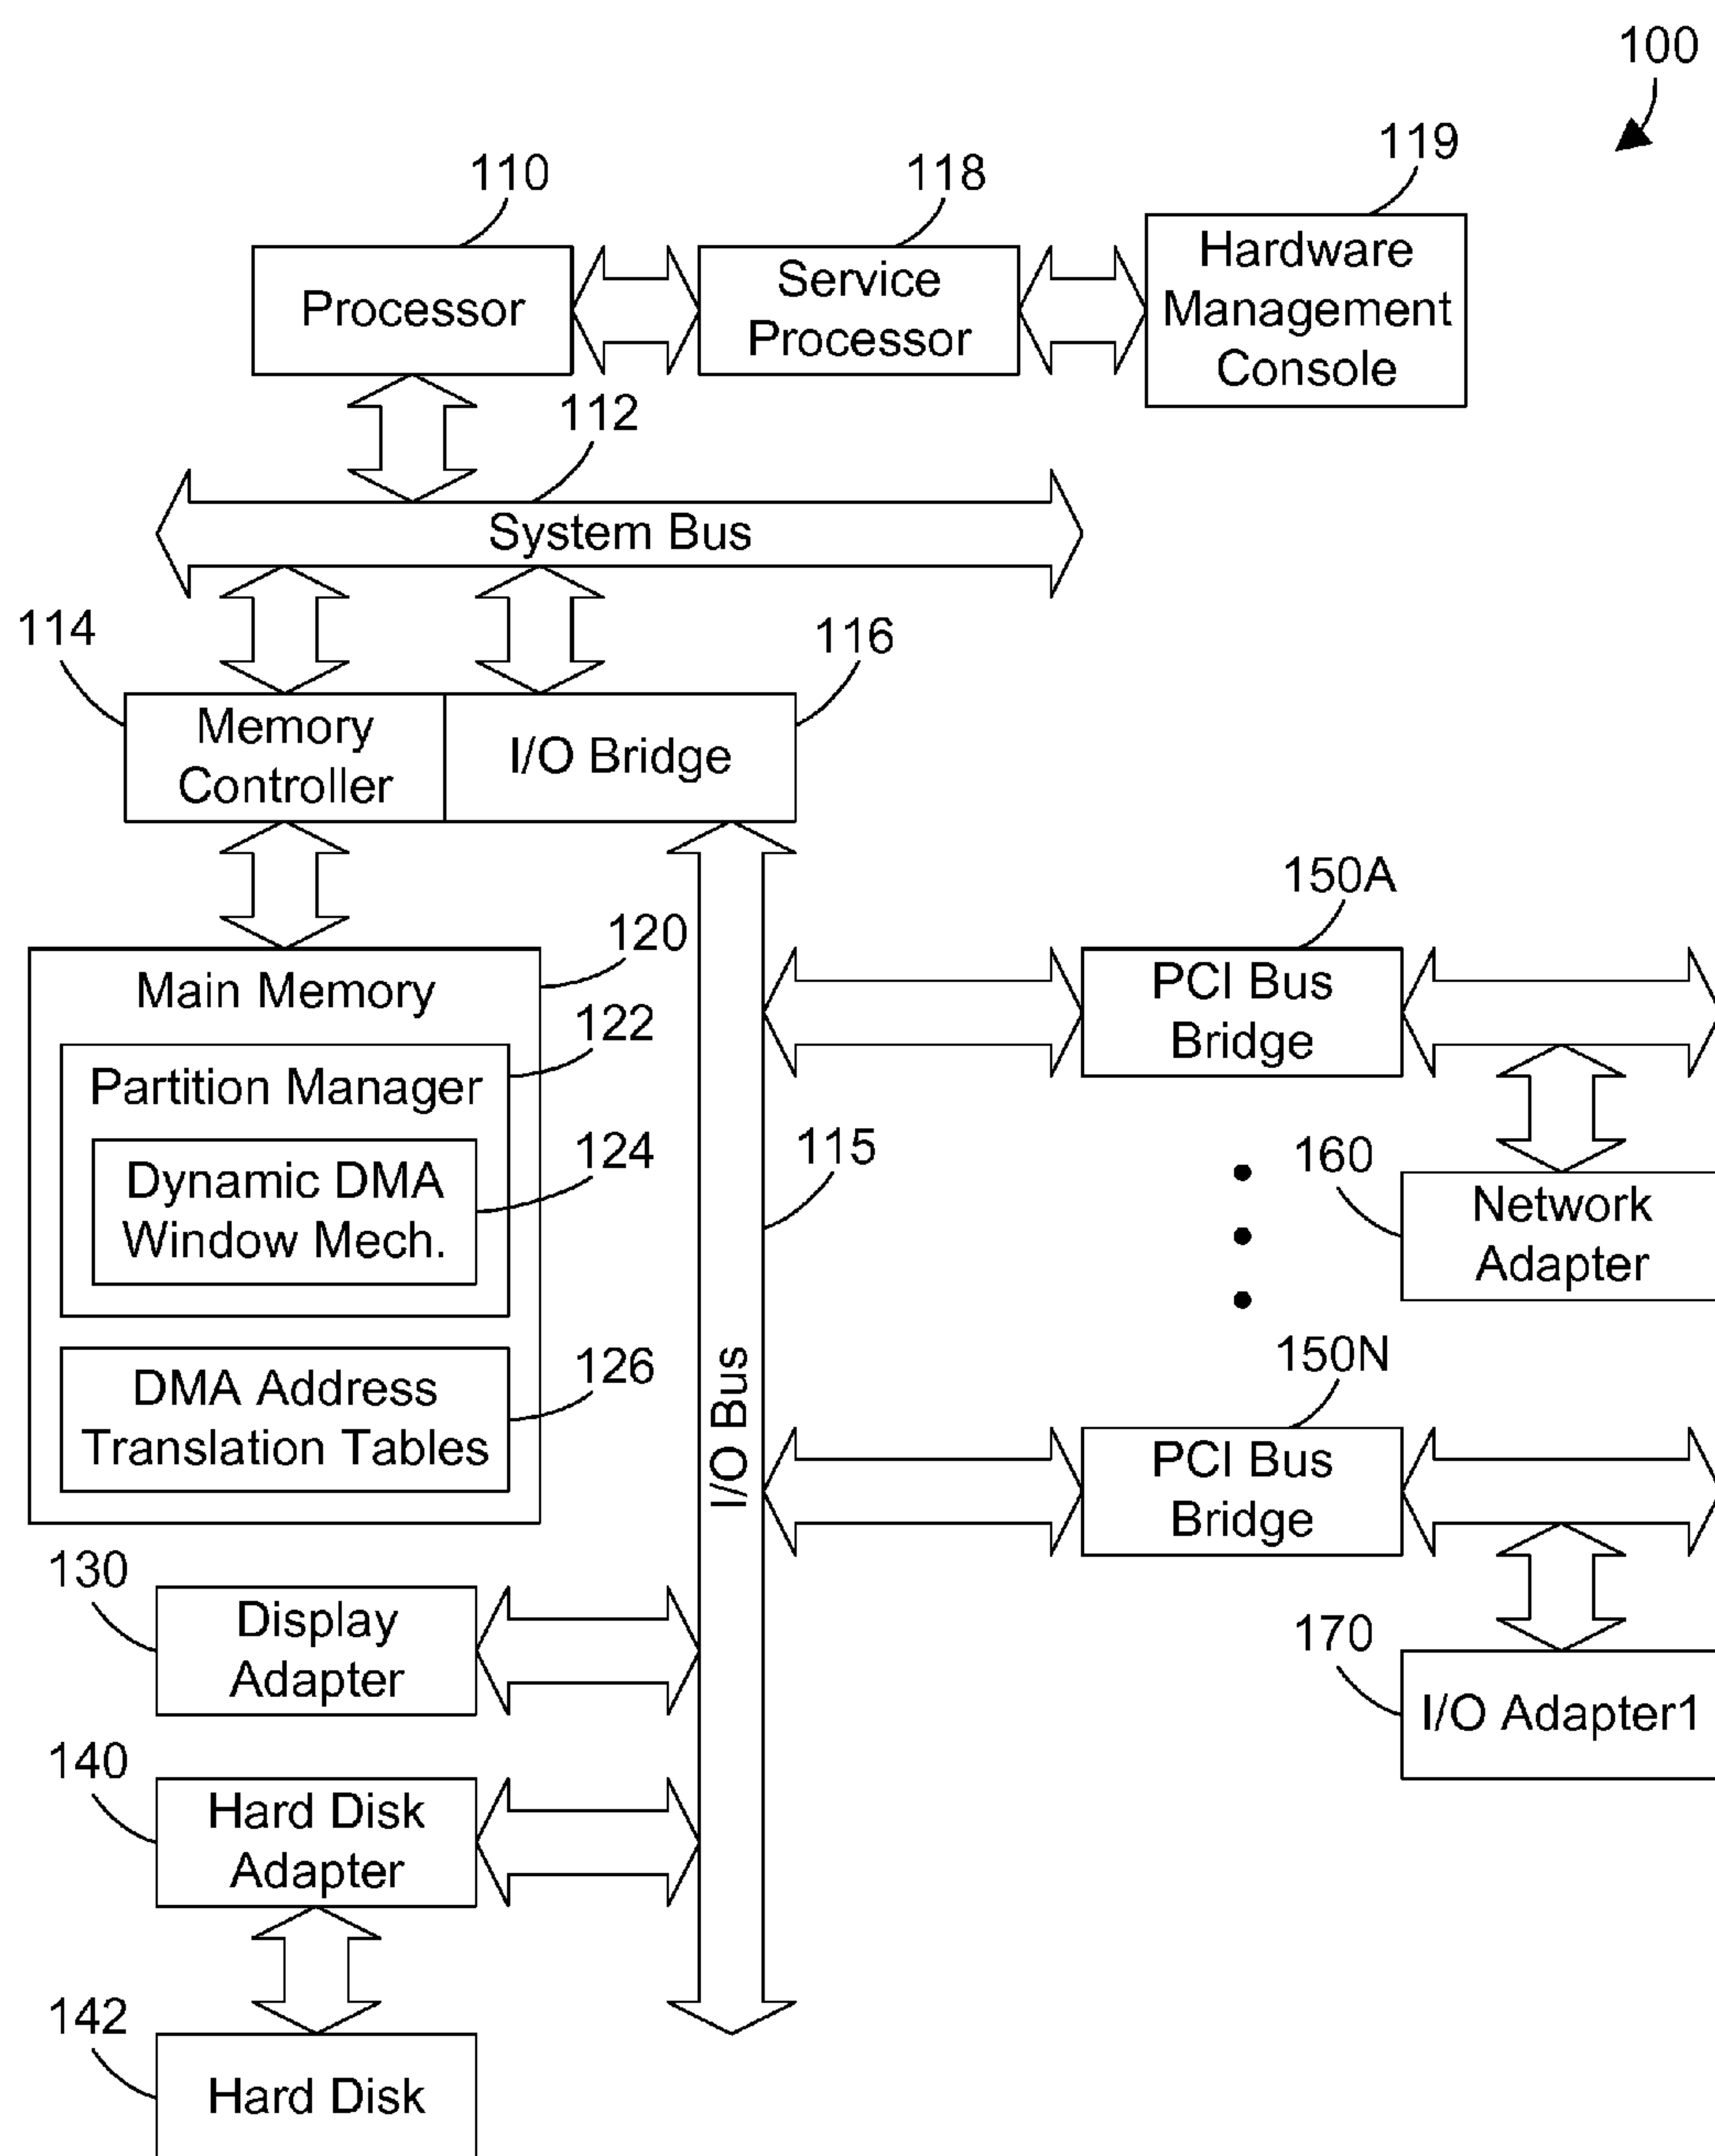 100
119
110
118
Processor
Service
Processor
Hardware
Management
Console
112
System Bus
114
116
Memory
Controller
I/O Bridge
150A
120
Main Memory
PCI Bus
Bridge
122
Partition Manager
124
115
160
Dynamic DMA
Window Mech.
Network
Adapter
150N
126
DMA Address
Translation Tables
I/O Bus
PCI Bus
Bridge
130
Display
Adapter
170
I/O Adapter1
140
Hard Disk
Adapter
142
Hard Disk